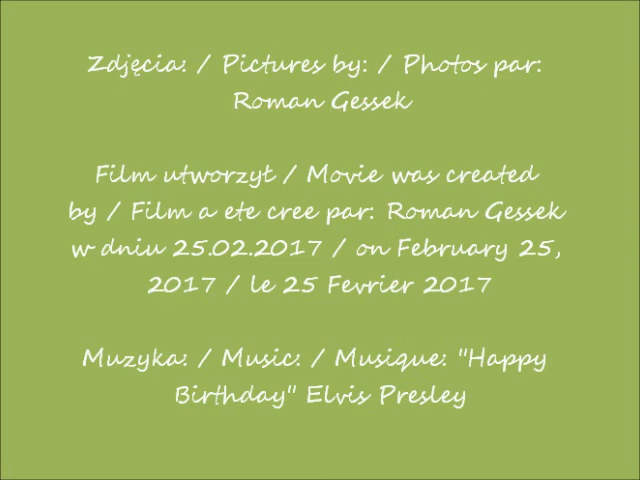 Zdjęcia: / Pictures by: / Photos par:
Roman Gessek
Film utworzył / Movie was created
by / Film a ete cree par: Roman Gessek
w dniu 25.02.2017 / on February 25,
2017 / le 25 Fevrier 2017
Muzyka: / Music: / Musique: "Happy
Birthday" Elvis Presley